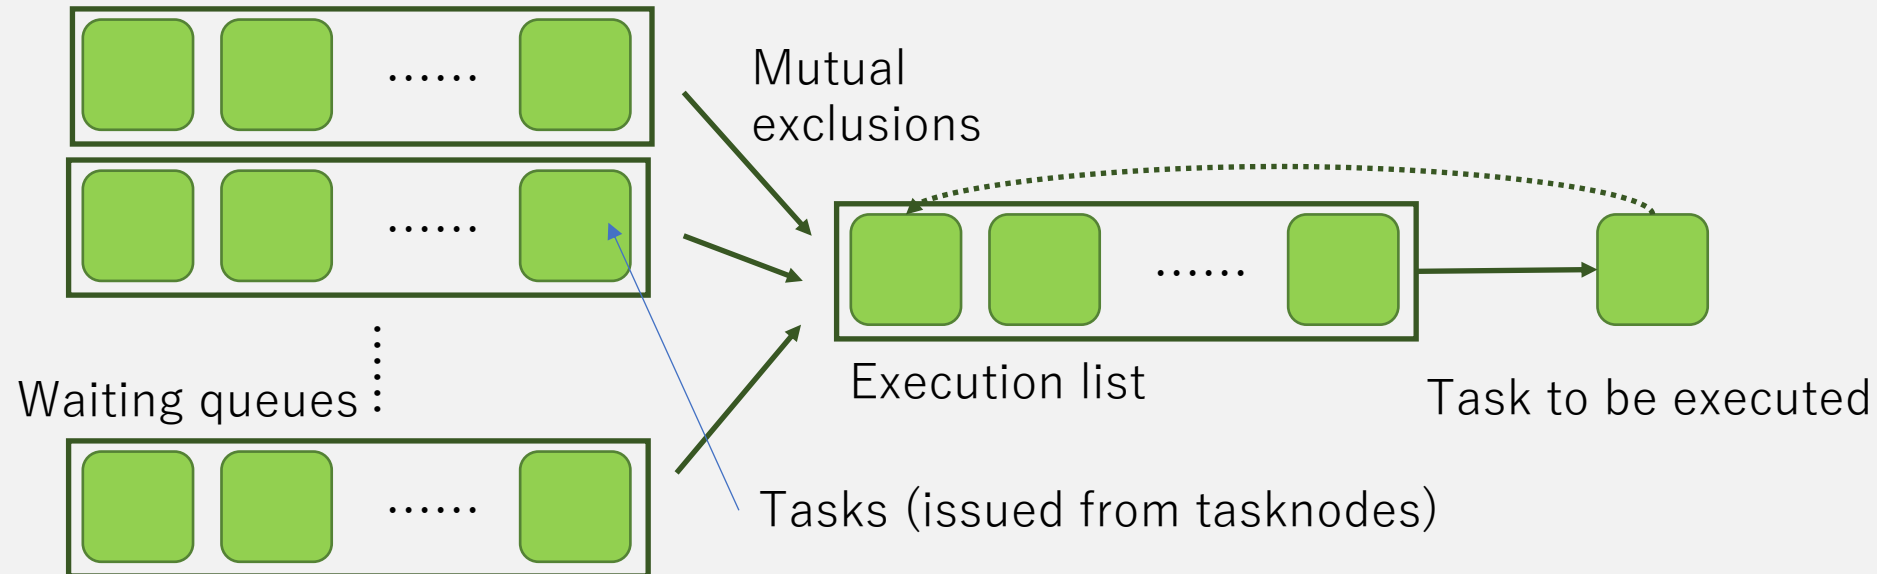 Mutual
exclusions
Waiting queues
Execution list
Task to be executed
Tasks (issued from tasknodes)